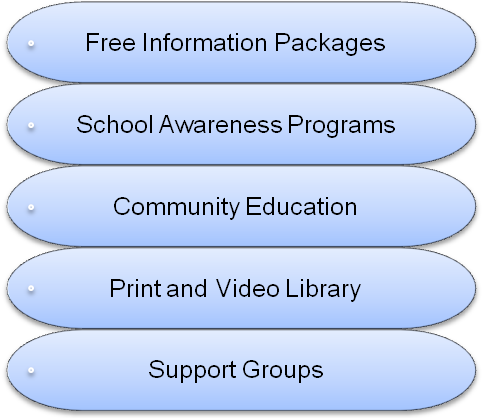 Free Information Packages
School Awareness Programs
Community Education
Print and Video Library
Support Groups